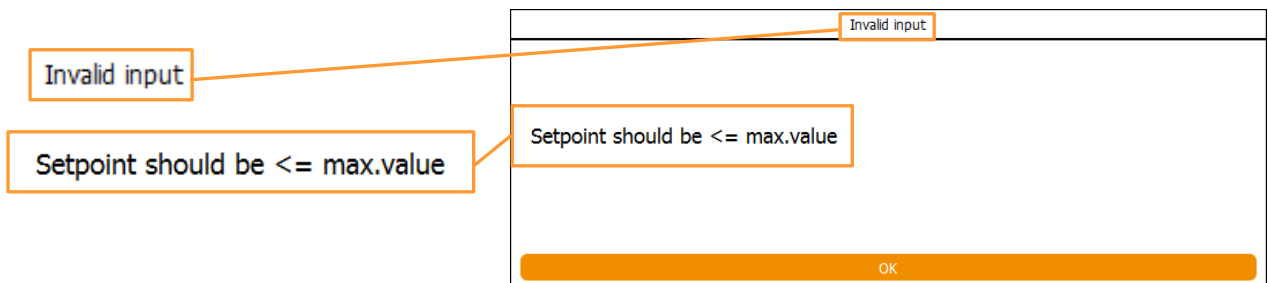 Invalid input
Invalid input
Setpoint should be <= max.value
Setpoint should be <= max.value
OK